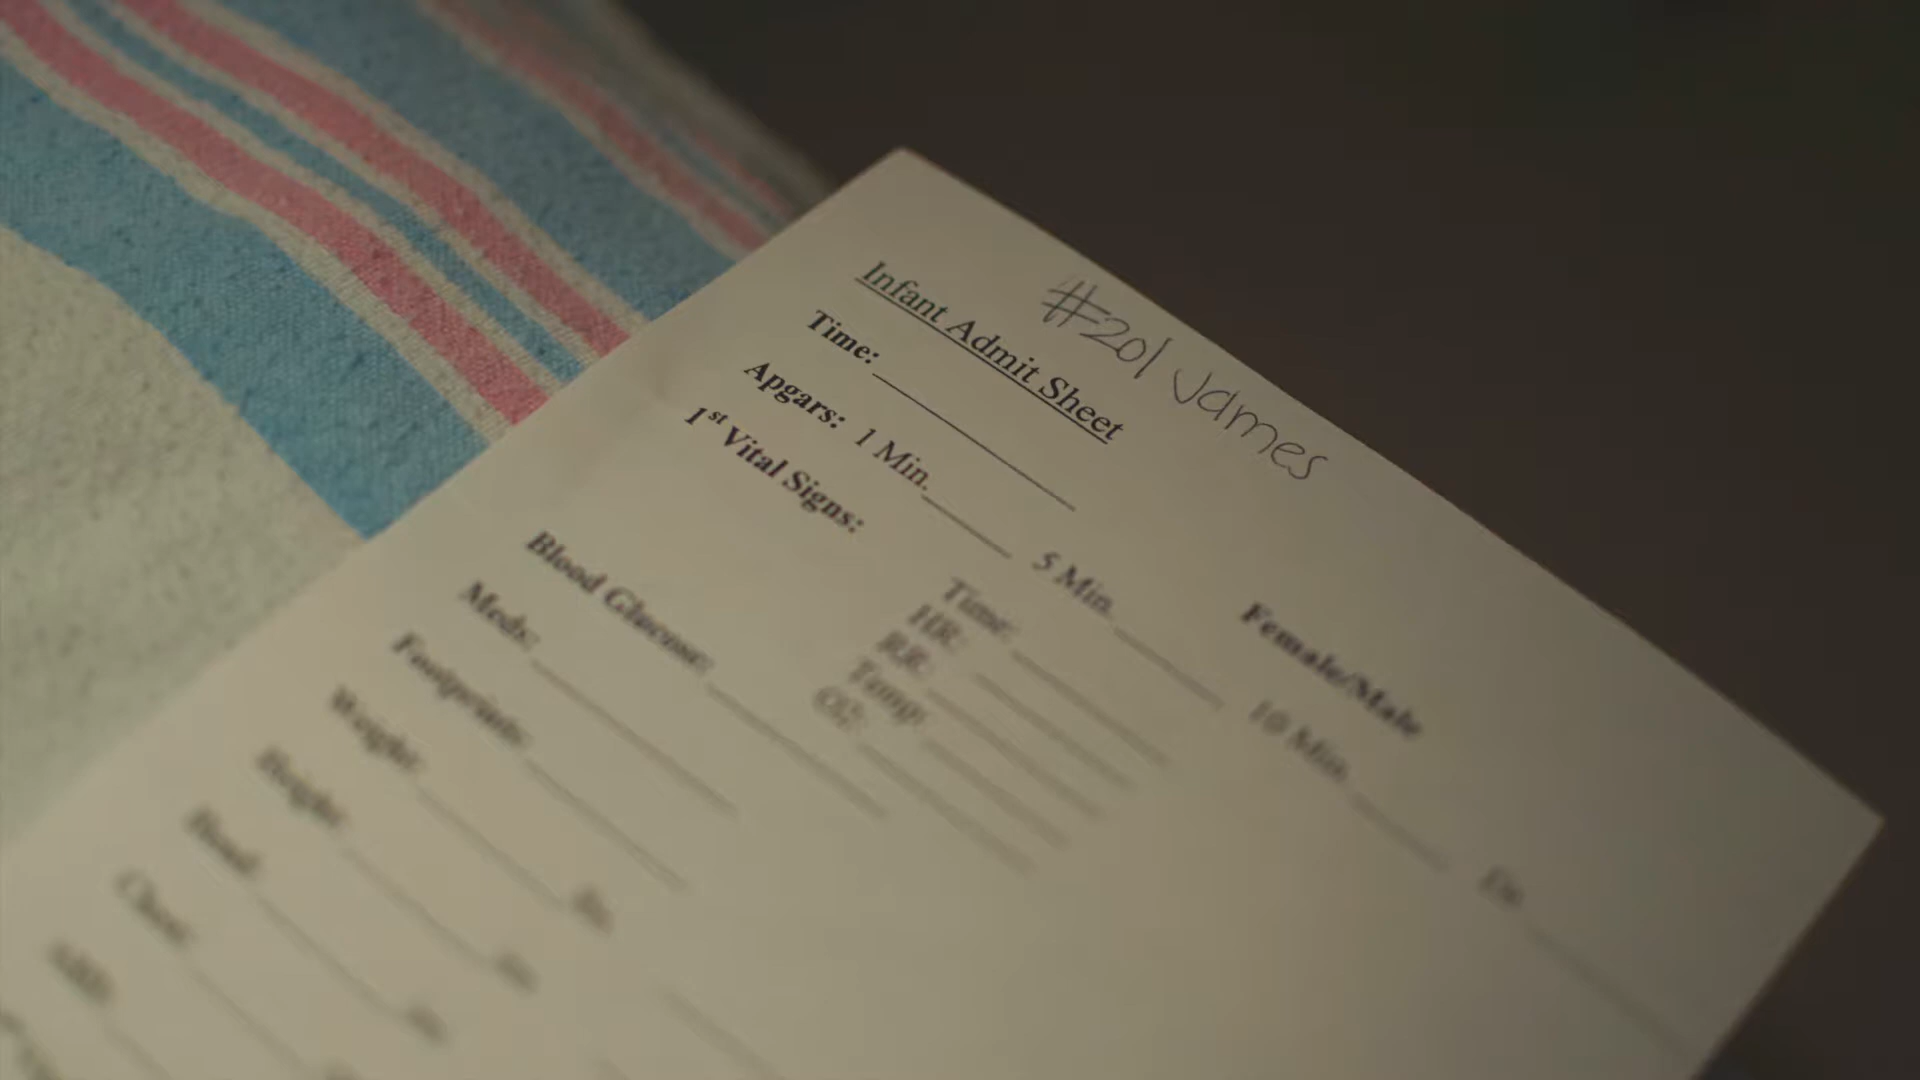 #201 James
Infant Admit Sheet
Time:
Female/Male
Apgars: 1 Min. 5 Min. 10 Min.
1st Vital Signs:
Time:
HR:
RR:
Temp:
O2:
Blood Glucose:
Meds:
Footprints:
Weight:
Height:
Head:
Chest: